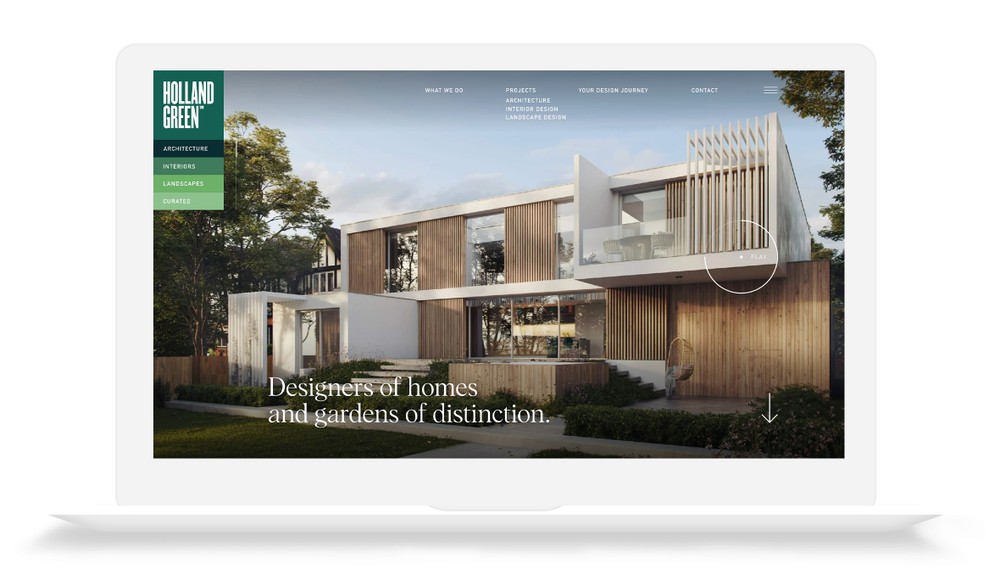 HOLLAND
GREEN™
ARCHITECTURE
INTERIORS
LANDSCAPES
CURATED
WHAT WE DO
PROJECTS
ARCHITECTURE
INTERIOR DESIGN
LANDSCAPE DESIGN
YOUR DESIGN JOURNEY
CONTACT
PLAY
Designers of homes
and gardens of distinction.